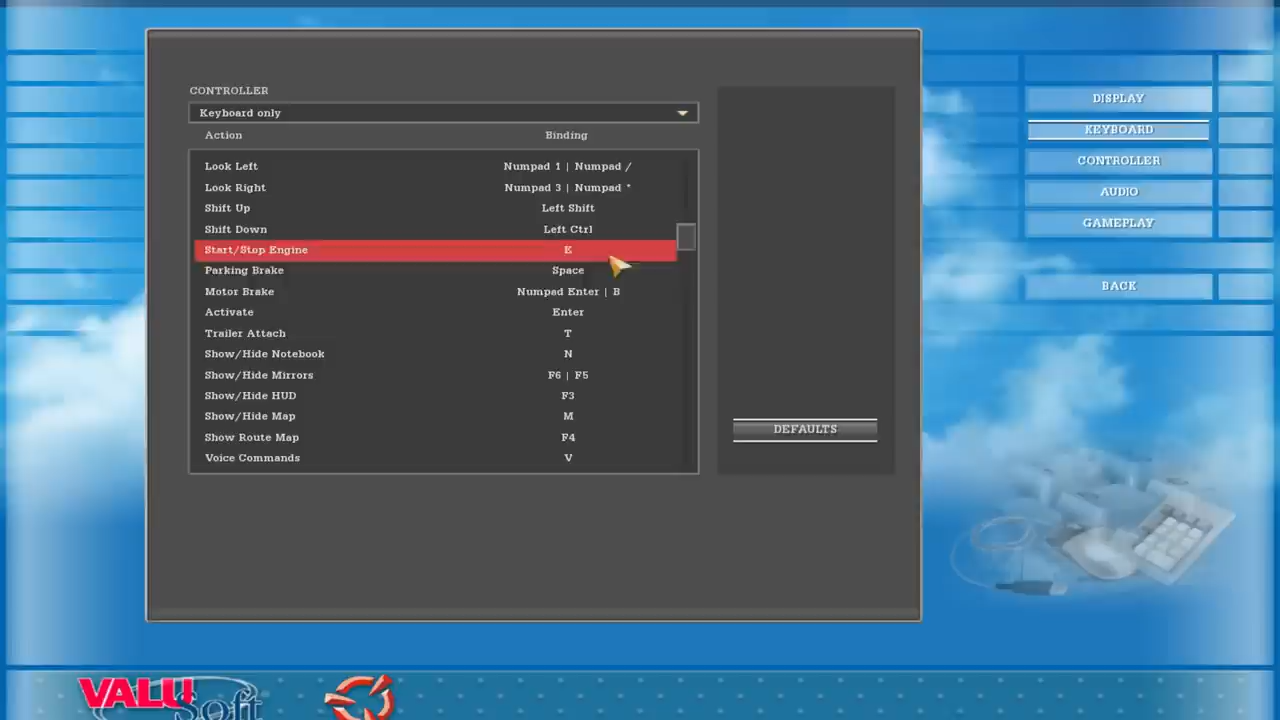 CONTROLLER
Keyboard only
Action Binding
Look Left Numpad 1 | Numpad /
Look Right Numpad 3 | Numpad *
Shift Up Left Shift
Shift Down Left Ctrl
Start/Stop Engine E
Parking Brake Space
Motor Brake Numpad Enter | B
Activate Enter
Trailer Attach T
Show/Hide Notebook N
Show/Hide Mirrors F6 | F5
Show/Hide HUD F3
Show/Hide Map M
Show Route Map F4
Voice Commands V
DEFAULTS
DISPLAY
KEYBOARD
CONTROLLER
AUDIO
GAMEPLAY
BACK
VALU
Soft